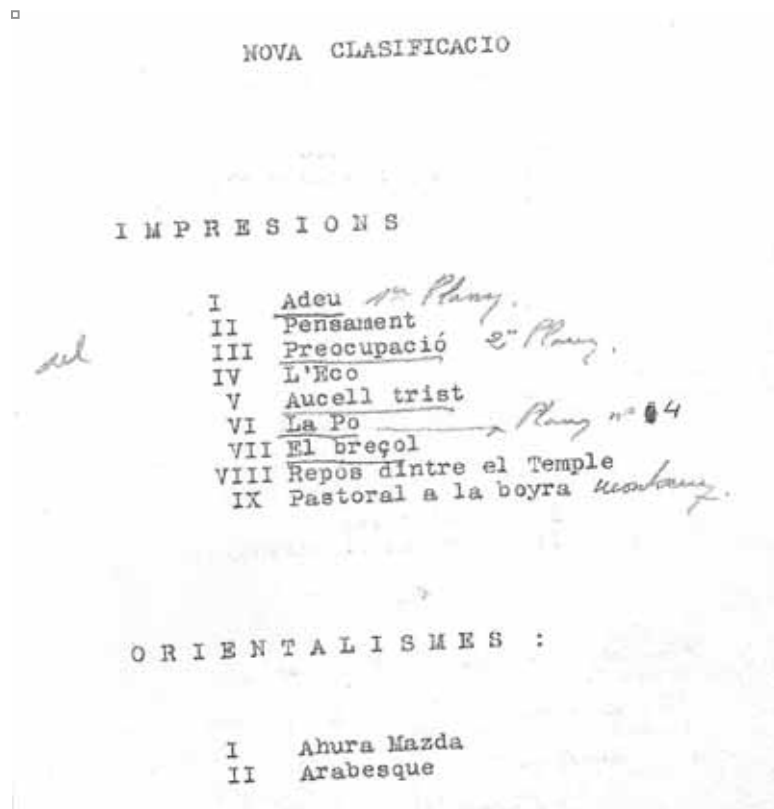 NOVA CLASIFICACIO
IMPRESIONS
I Adeu 1er Plany.
II Pensament
III Preocupació 2n Plany.
IV L'Eco
V Aucell trist
VI La Po Plany nº 4
VII El breçol
VIII Repós dintre el Temple
IX Pastoral a la boyra
ORIENTALISMES :
I Ahura Mazda
II Arabesque